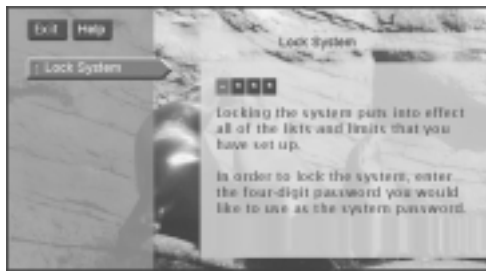 Exit Help
Lock System
Lock System
- * * *
Locking the system puts into effect
all of the lists and limits that you
have set up.
In order to lock the system, enter
the four-digit password you would
like to use as the system password.